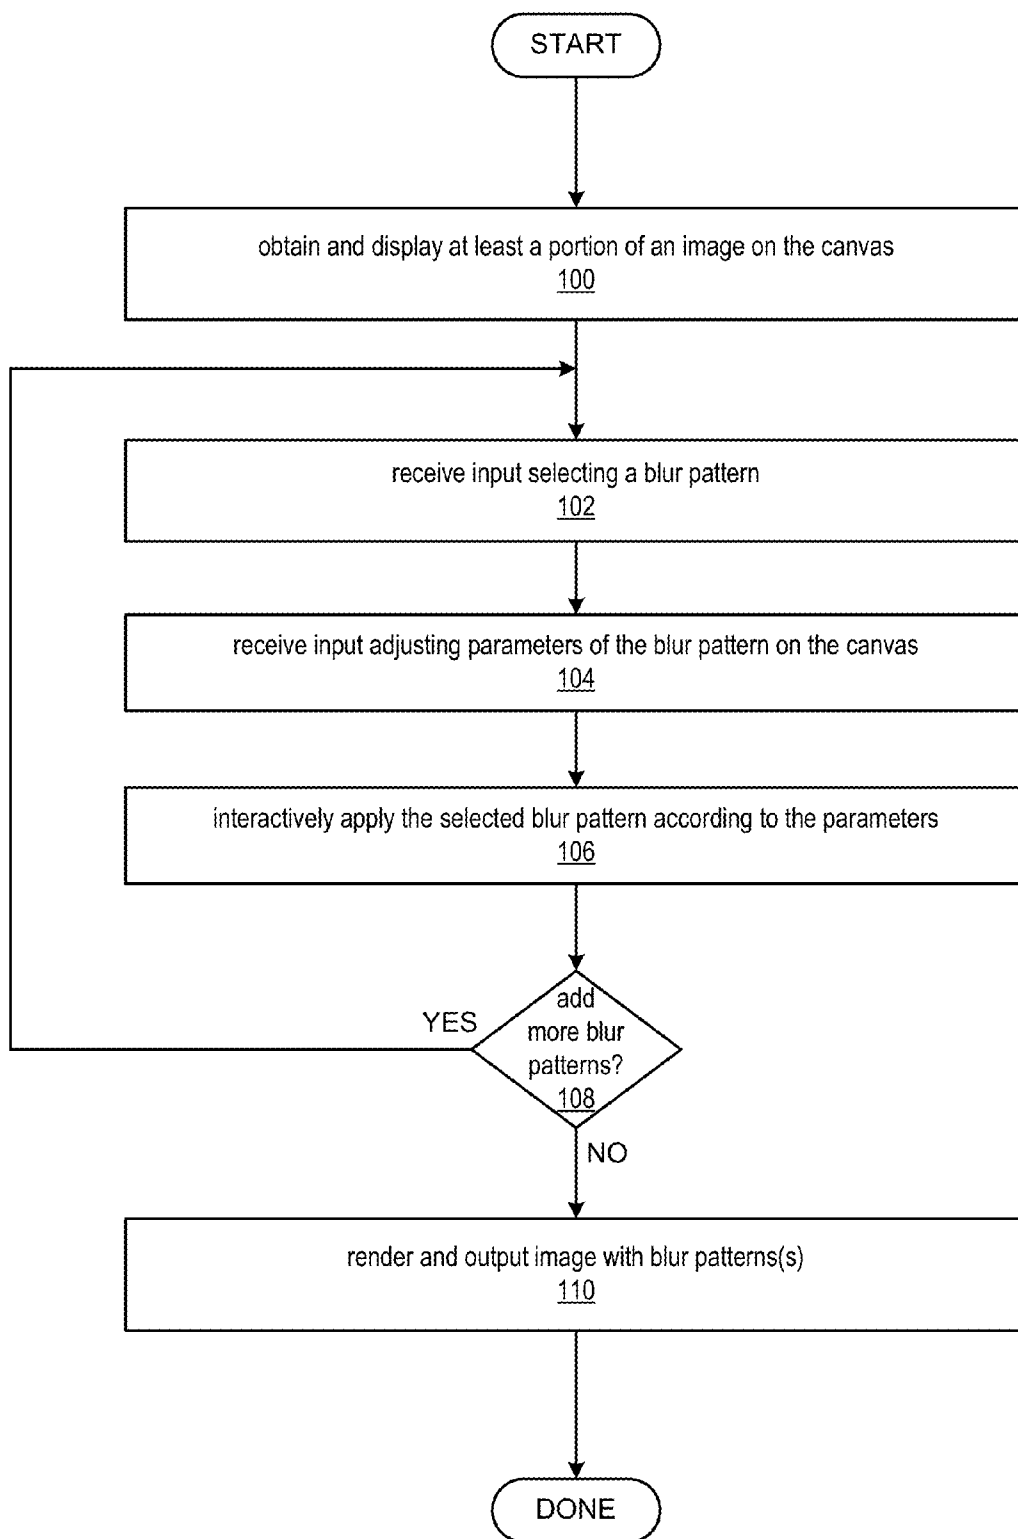 START
obtain and display at least a portion of an image on the canvas
100
receive input selecting a blur pattern
102
receive input adjusting parameters of the blur pattern on the canvas
104
interactively apply the selected blur pattern according to the parameters
106
add
YES
more blur
patterns?
108
NO
render and output image with blur patterns(s)
110
DONE